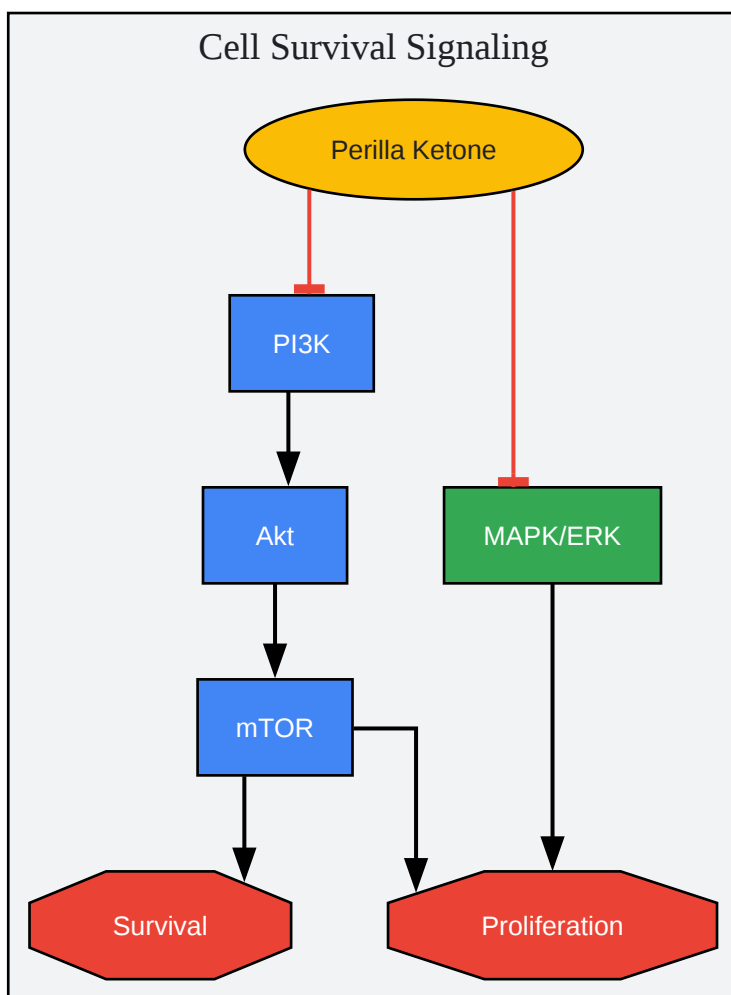 Cell Survival Signaling
Perilla Ketone
PI3K
Akt
MAPK/ERK
mTOR
Survival
Proliferation